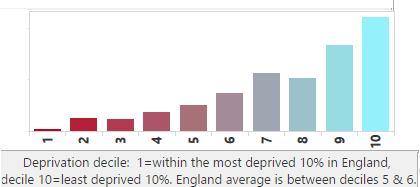 1 2 3 4 5 6 7 8 9 10
Deprivation decile: 1=within the most deprived 10% in England,
decile 10=least deprived 10%. England average is between deciles 5 & 6.